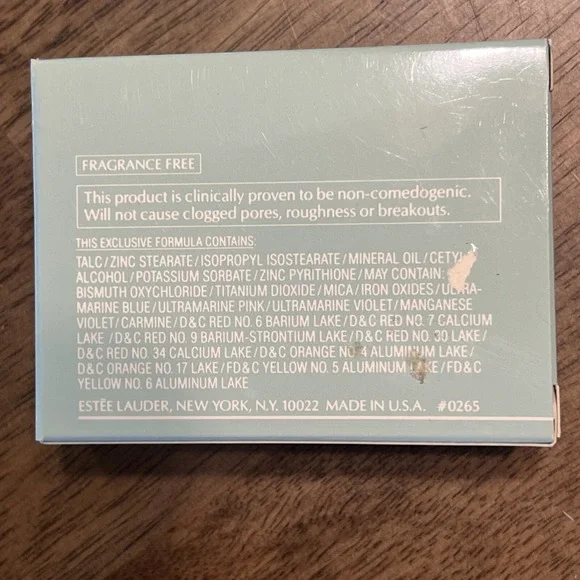 FRAGRANCE FREE
This product is clinically proven to be non-comedogenic.
Will not cause clogged pores, roughness or breakouts.
THIS EXCLUSIVE FORMULA CONTAINS:
TALC/ZINC STEARATE/ISOPROPYL ISOSTEARATE/MINERAL OIL/CETYL
ALCOHOL/POTASSIUM SORBATE/ZINC PYRITHIONE/MAY CONTAIN:
BISMUTH OXYCHLORIDE/TITANIUM DIOXIDE/MICA/IRON OXIDES/ULTRA-
MARINE BLUE/ULTRAMARINE PINK/ULTRAMARINE VIOLET/MANGANESE
VIOLET/CARMINE/D&C RED NO. 6 BARIUM LAKE/D&C RED NO. 7 CALCIUM
LAKE/D&C RED NO. 9 BARIUM-STRONTIUM LAKE/D&C RED NO. 30 LAKE/
D&C RED NO. 34 CALCIUM LAKE/D&C ORANGE NO. 4 ALUMINUM LAKE/
D&C ORANGE NO. 17 LAKE/FD&C YELLOW NO. 5 ALUMINUM LAKE/FD&C
YELLOW NO. 6 ALUMINUM LAKE
ESTĒE LAUDER, NEW YORK, N.Y. 10022 MADE IN U.S.A. #0265